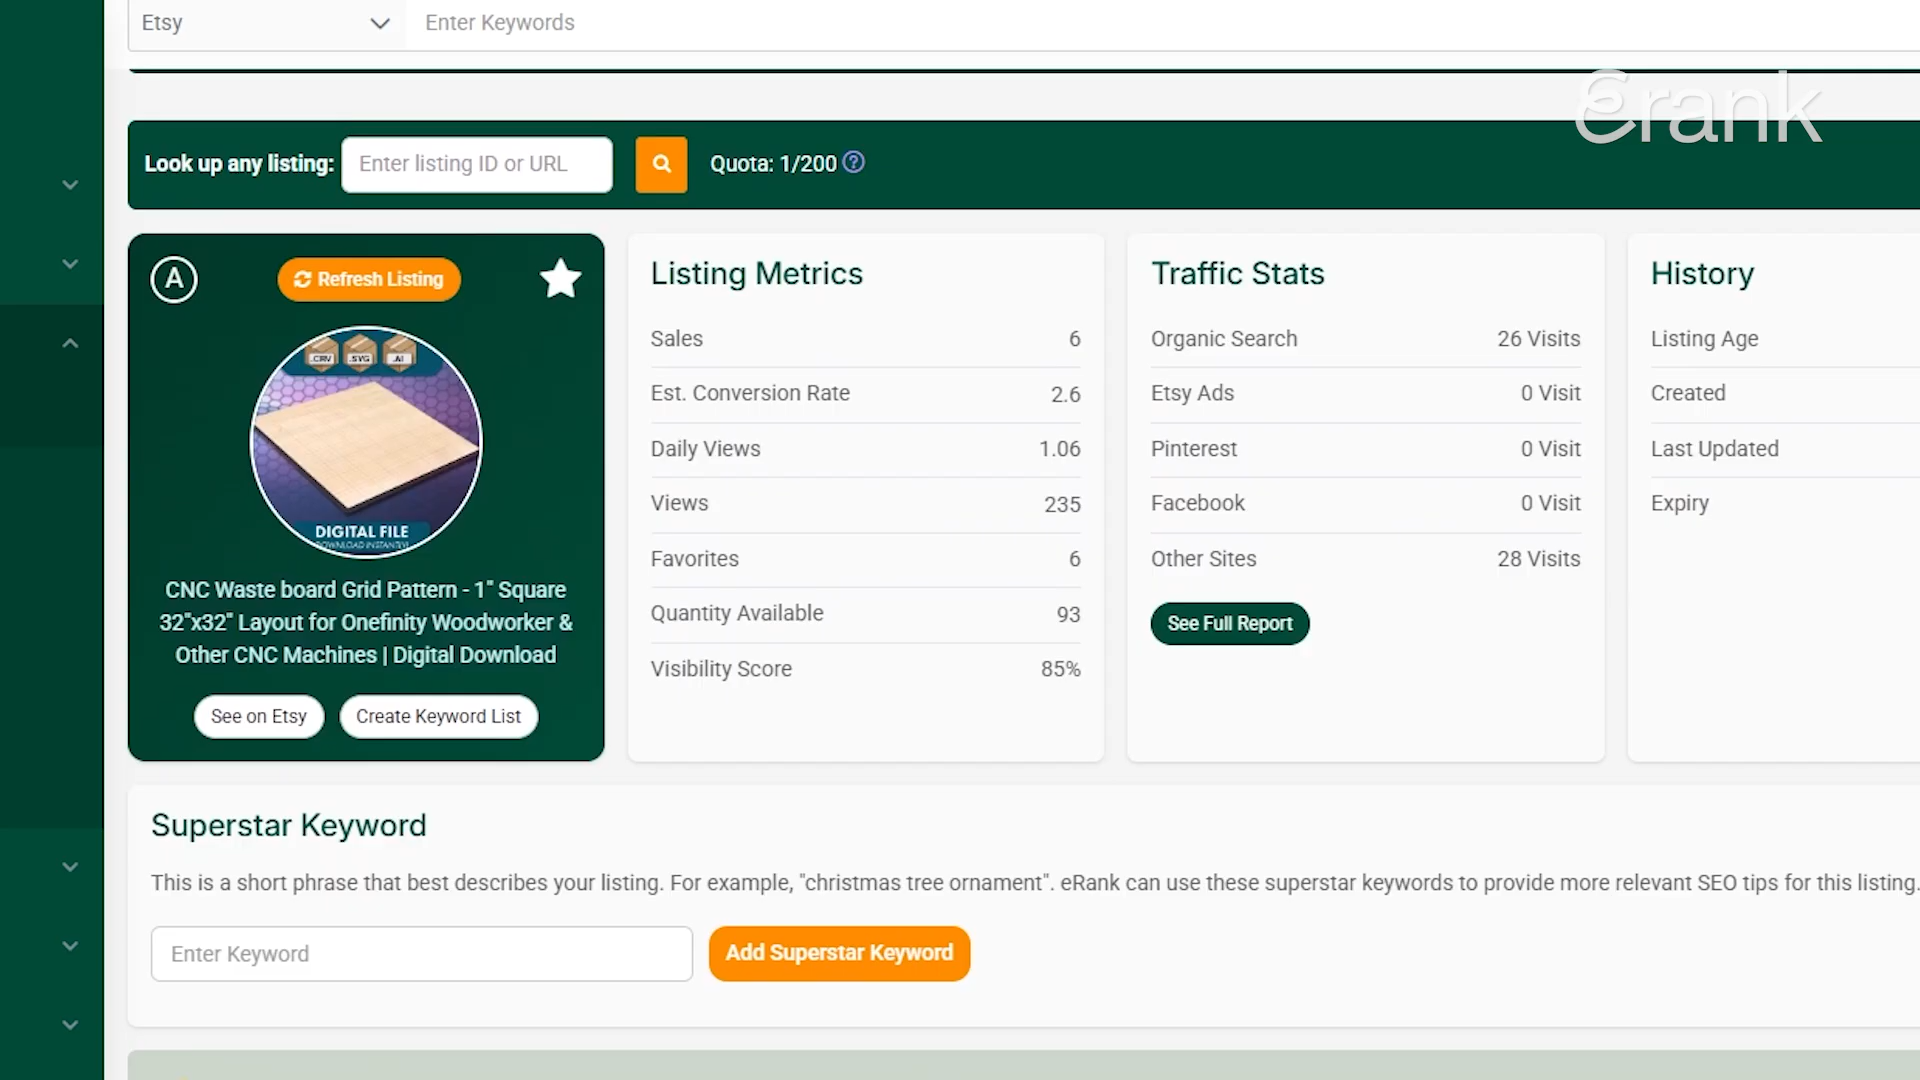 Etsy
Enter Keywords
erank
Look up any listing:
Enter listing ID or URL
Quota: 1/200
?
A
Refresh Listing
.CRV
.SVG
.AI
DIGITAL FILE
DOWNLOAD INSTANTLY!
CNC Waste board Grid Pattern - 1" Square
32"x32" Layout for Onefinity Woodworker &
Other CNC Machines | Digital Download
See on Etsy
Create Keyword List
Listing Metrics
Sales 6
Est. Conversion Rate 2.6
Daily Views 1.06
Views 235
Favorites 6
Quantity Available 93
Visibility Score 85%
Traffic Stats
Organic Search 26 Visits
Etsy Ads 0 Visit
Pinterest 0 Visit
Facebook 0 Visit
Other Sites 28 Visits
See Full Report
History
Listing Age
Created
Last Updated
Expiry
Superstar Keyword
This is a short phrase that best describes your listing. For example, "christmas tree ornament". eRank can use these superstar keywords to provide more relevant SEO tips for this listing.
Enter Keyword
Add Superstar Keyword